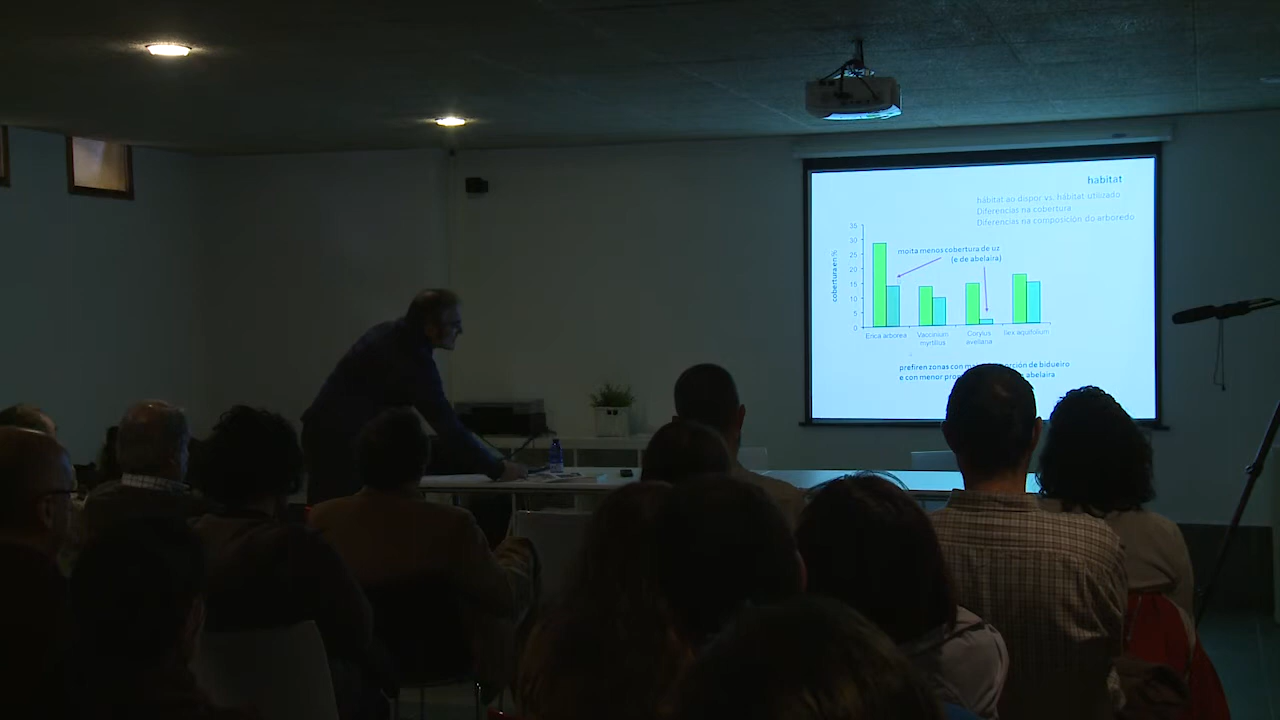 habitat
hábitat ao dispor vs. hábitat utilizado
Diferencias na cobertura
Diferencias na composición do arboredo
moita menos cobertura de uz
(e de abelaira)
cobertura en %
35
30
25
20
15
10
5
0
Erica arborea
Vaccinium myrtillus
Corylus avellana
Ilex aquifolium
prefiren zonas con
de bidueiro
e con menor
abelaira